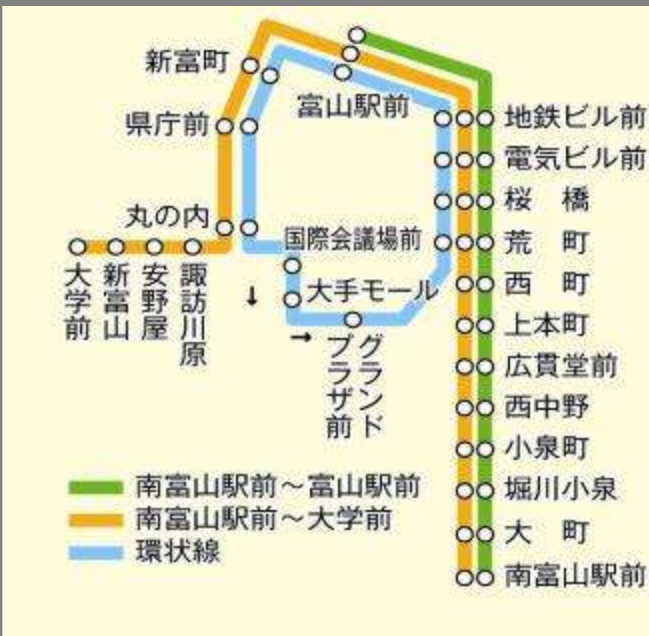 新富町
県庁前
丸の内
大学前
新富山
安野屋
諏訪川原
富山駅前
国際会議場前
大手モール
グランド
プラザ前
地鉄ビル前
電気ビル前
桜 橋
荒 町
西 町
上本町
広貫堂前
西中野
小泉町
堀川小泉
大 町
南富山駅前
南富山駅前～富山駅前
南富山駅前～大学前
環状線